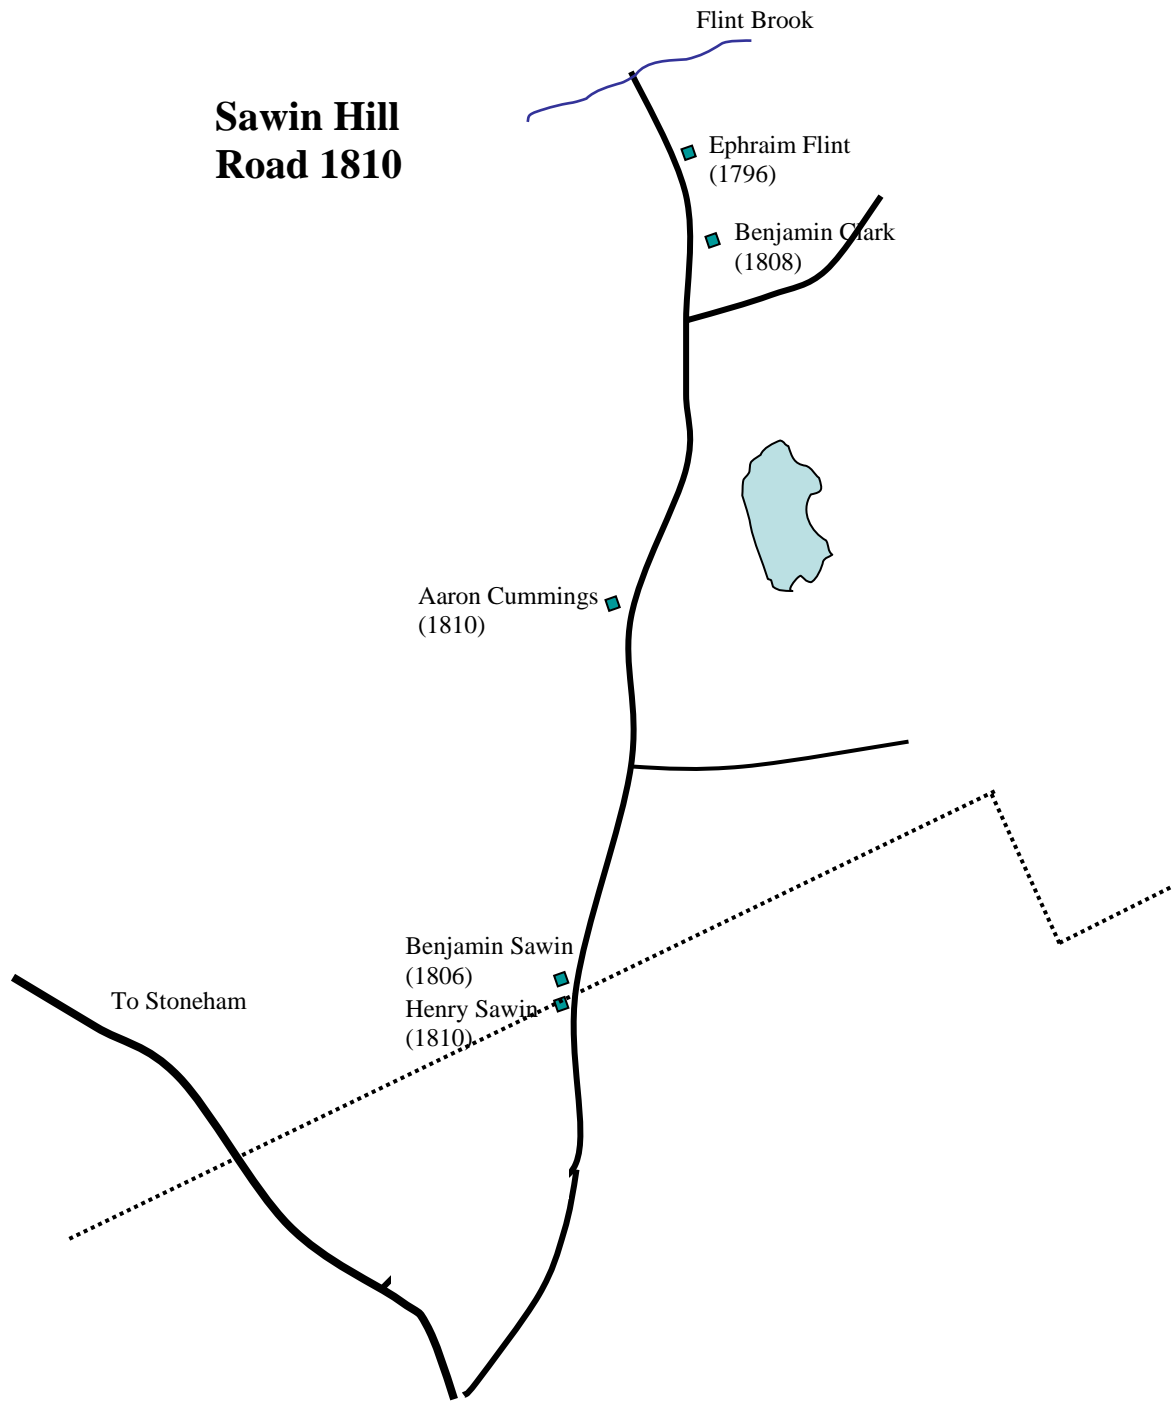 Flint Brook
Sawin Hill
Road 1810
Ephraim Flint
(1796)
Benjamin Clark
(1808)
Aaron Cummings
(1810)
Benjamin Sawin
(1806)
To Stoneham
Henry Sawin
(1810)